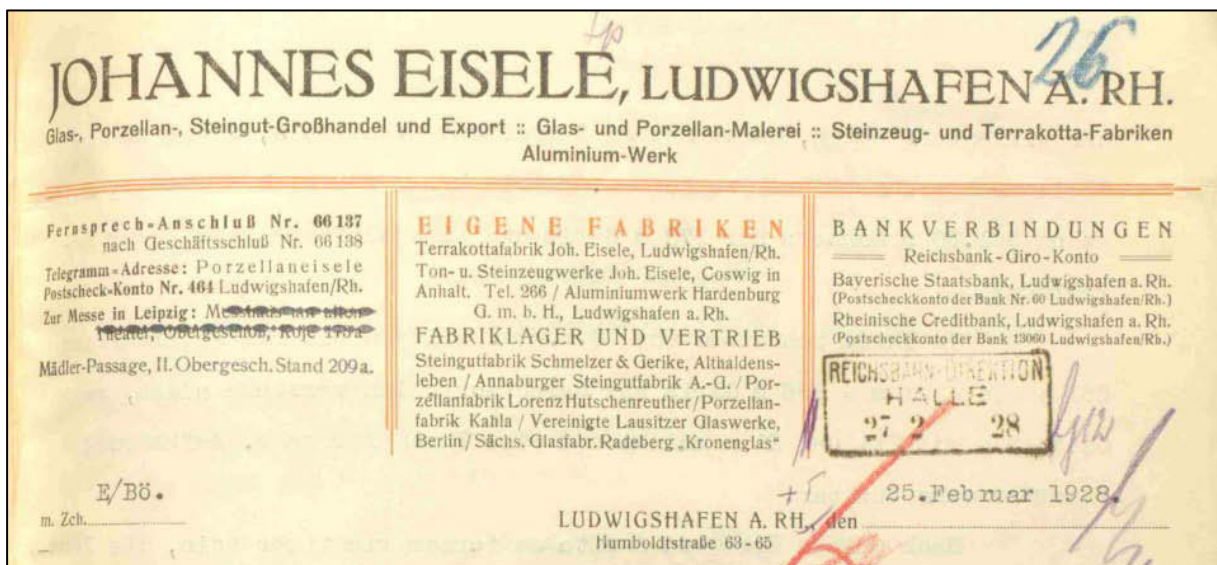 26
JOHANNES EISELE, LUDWIGSHAFEN A. RH.
Glas-, Porzellan-, Steingut-Großhandel und Export :: Glas- und Porzellan-Malerei :: Steinzeug- und Terrakotta-Fabriken
Aluminium-Werk
Fernsprech-Anschluß Nr. 66137
nach Geschäftsschluß Nr. 66138
Telegramm-Adresse: Porzellaneisele
Postscheck-Konto Nr. 464 Ludwigshafen/Rh.
Zur Messe in Leipzig:
Theater, Obergeschoß, Koje
Mädler-Passage, II. Obergesch. Stand 209a.
EIGENE FABRIKEN
Terrakottafabrik Joh. Eisele, Ludwigshafen/Rh.
Ton- u. Steinzeugwerke Joh. Eisele, Coswig in
Anhalt. Tel. 266 / Aluminiumwerk Hardenburg
G. m. b. H., Ludwigshafen a. Rh.
FABRIKLAGER UND VERTRIEB
Steingutfabrik Schmelzer & Gerike, Althaldens-
leben / Annaburger Steingutfabrik A.-G. / Por-
zellanfabrik Lorenz Hutschenreuther / Porzellan-
fabrik Kahla / Vereinigte Lausitzer Glaswerke,
Berlin / Sächs. Glasfabr. Radeberg „Kronenglas“
BANKVERBINDUNGEN
Reichsbank-Giro-Konto
Bayerische Staatsbank, Ludwigshafen a. Rh.
(Postscheckkonto der Bank Nr. 60 Ludwigshafen/Rh.)
Rheinische Creditbank, Ludwigshafen a. Rh.
(Postscheckkonto der Bank 13060 Ludwigshafen/Rh.)
REICHSBAHN-DIREKTION
HALLE
27 2 28
E/Bö.
m. Zch.
25.Februar 1928.
LUDWIGSHAFEN A. RH., den
Humboldtstraße 63-65